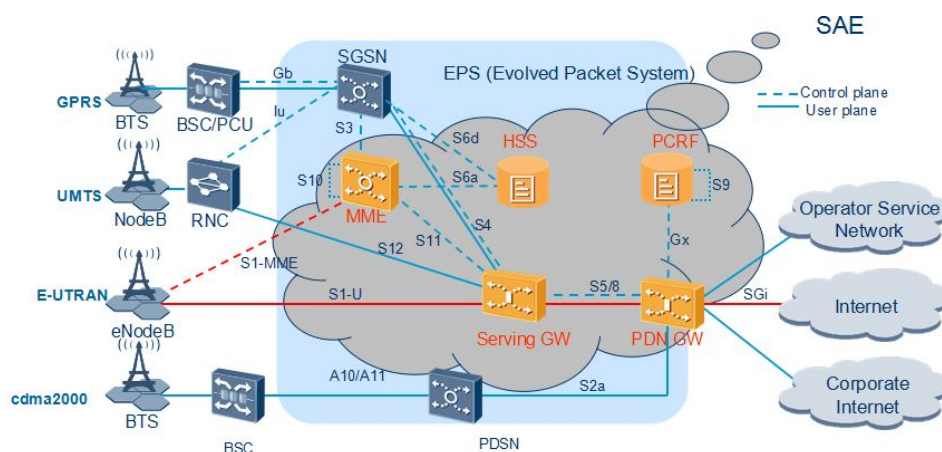 SAE
SGSN
EPS (Evolved Packet System)
Control plane
User plane
Gb
GPRS
BTS
BSC/PCU
Iu
S3
S6d
HSS
PCRF
S10
S6a
S9
UMTS
NodeB
RNC
MME
Operator Service
Network
S12
S11
S4
Gx
S1-MME
E-UTRAN
S1-U
S5/8
SGi
Internet
eNodeB
Serving GW
PDN GW
A10/A11
S2a
cdma2000
BTS
Corporate
Internet
BSC
PDSN